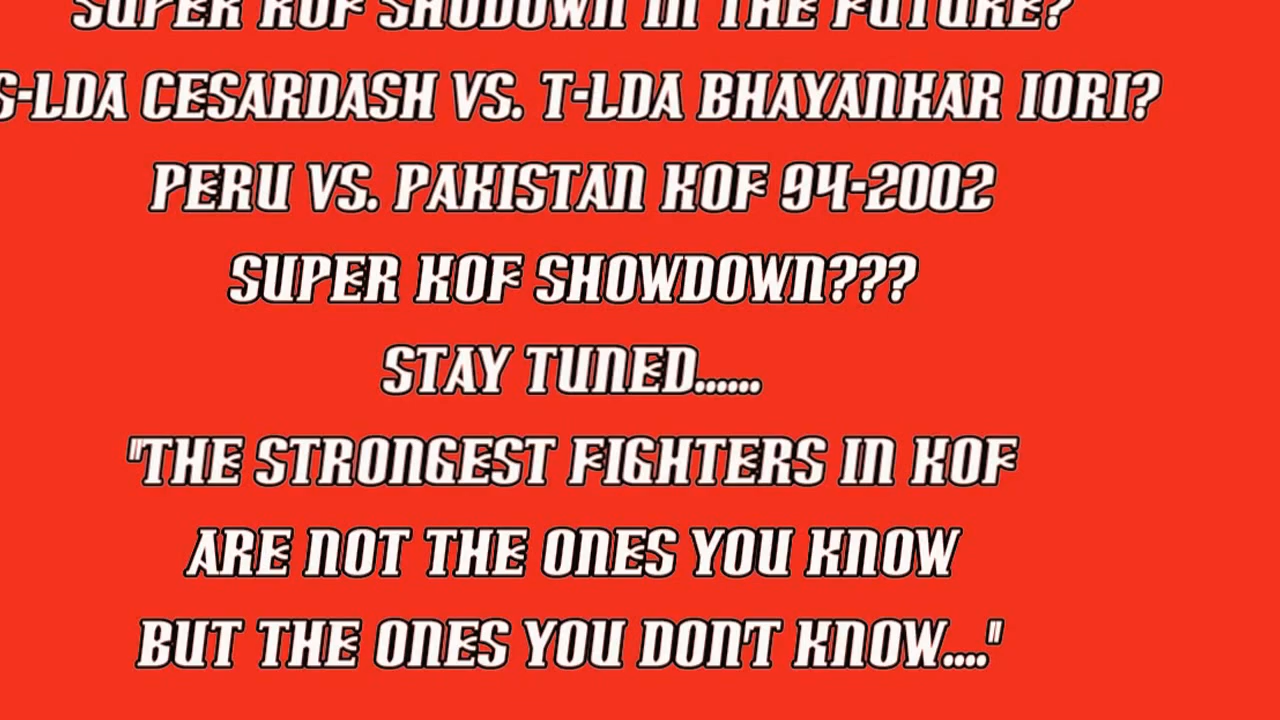 SUPER KOF SHODOWN IN THE FUTURE?
S-LDA CESARDASH VS. T-LDA BHAYANKAR IORI?
PERU VS. PAKISTAN KOF 94-2002
SUPER KOF SHOWDOWN???
STAY TUNED......
"THE STRONGEST FIGHTERS IN KOF
ARE NOT THE ONES YOU KNOW
BUT THE ONES YOU DON'T KNOW...."